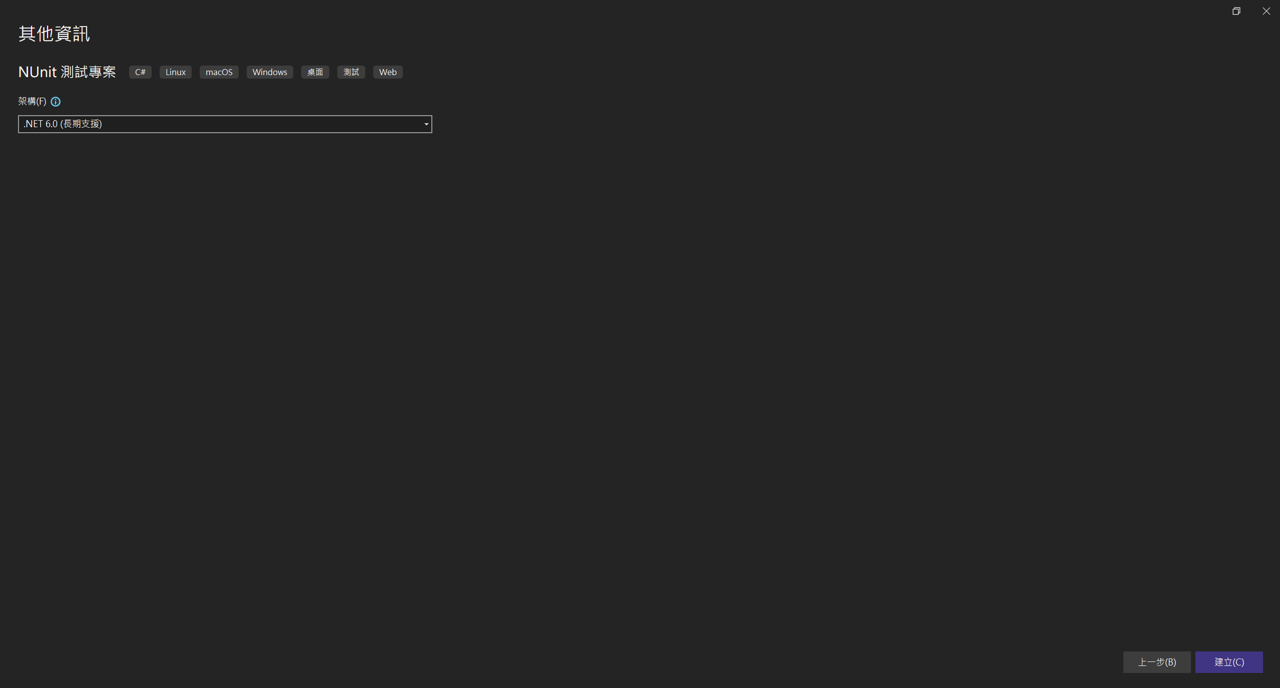 其他資訊
NUnit 測試專案 C# Linux macOS Windows 桌面 測試 Web
架構(F)
.NET 6.0 (長期支援)
上一步(B) 建立(C)